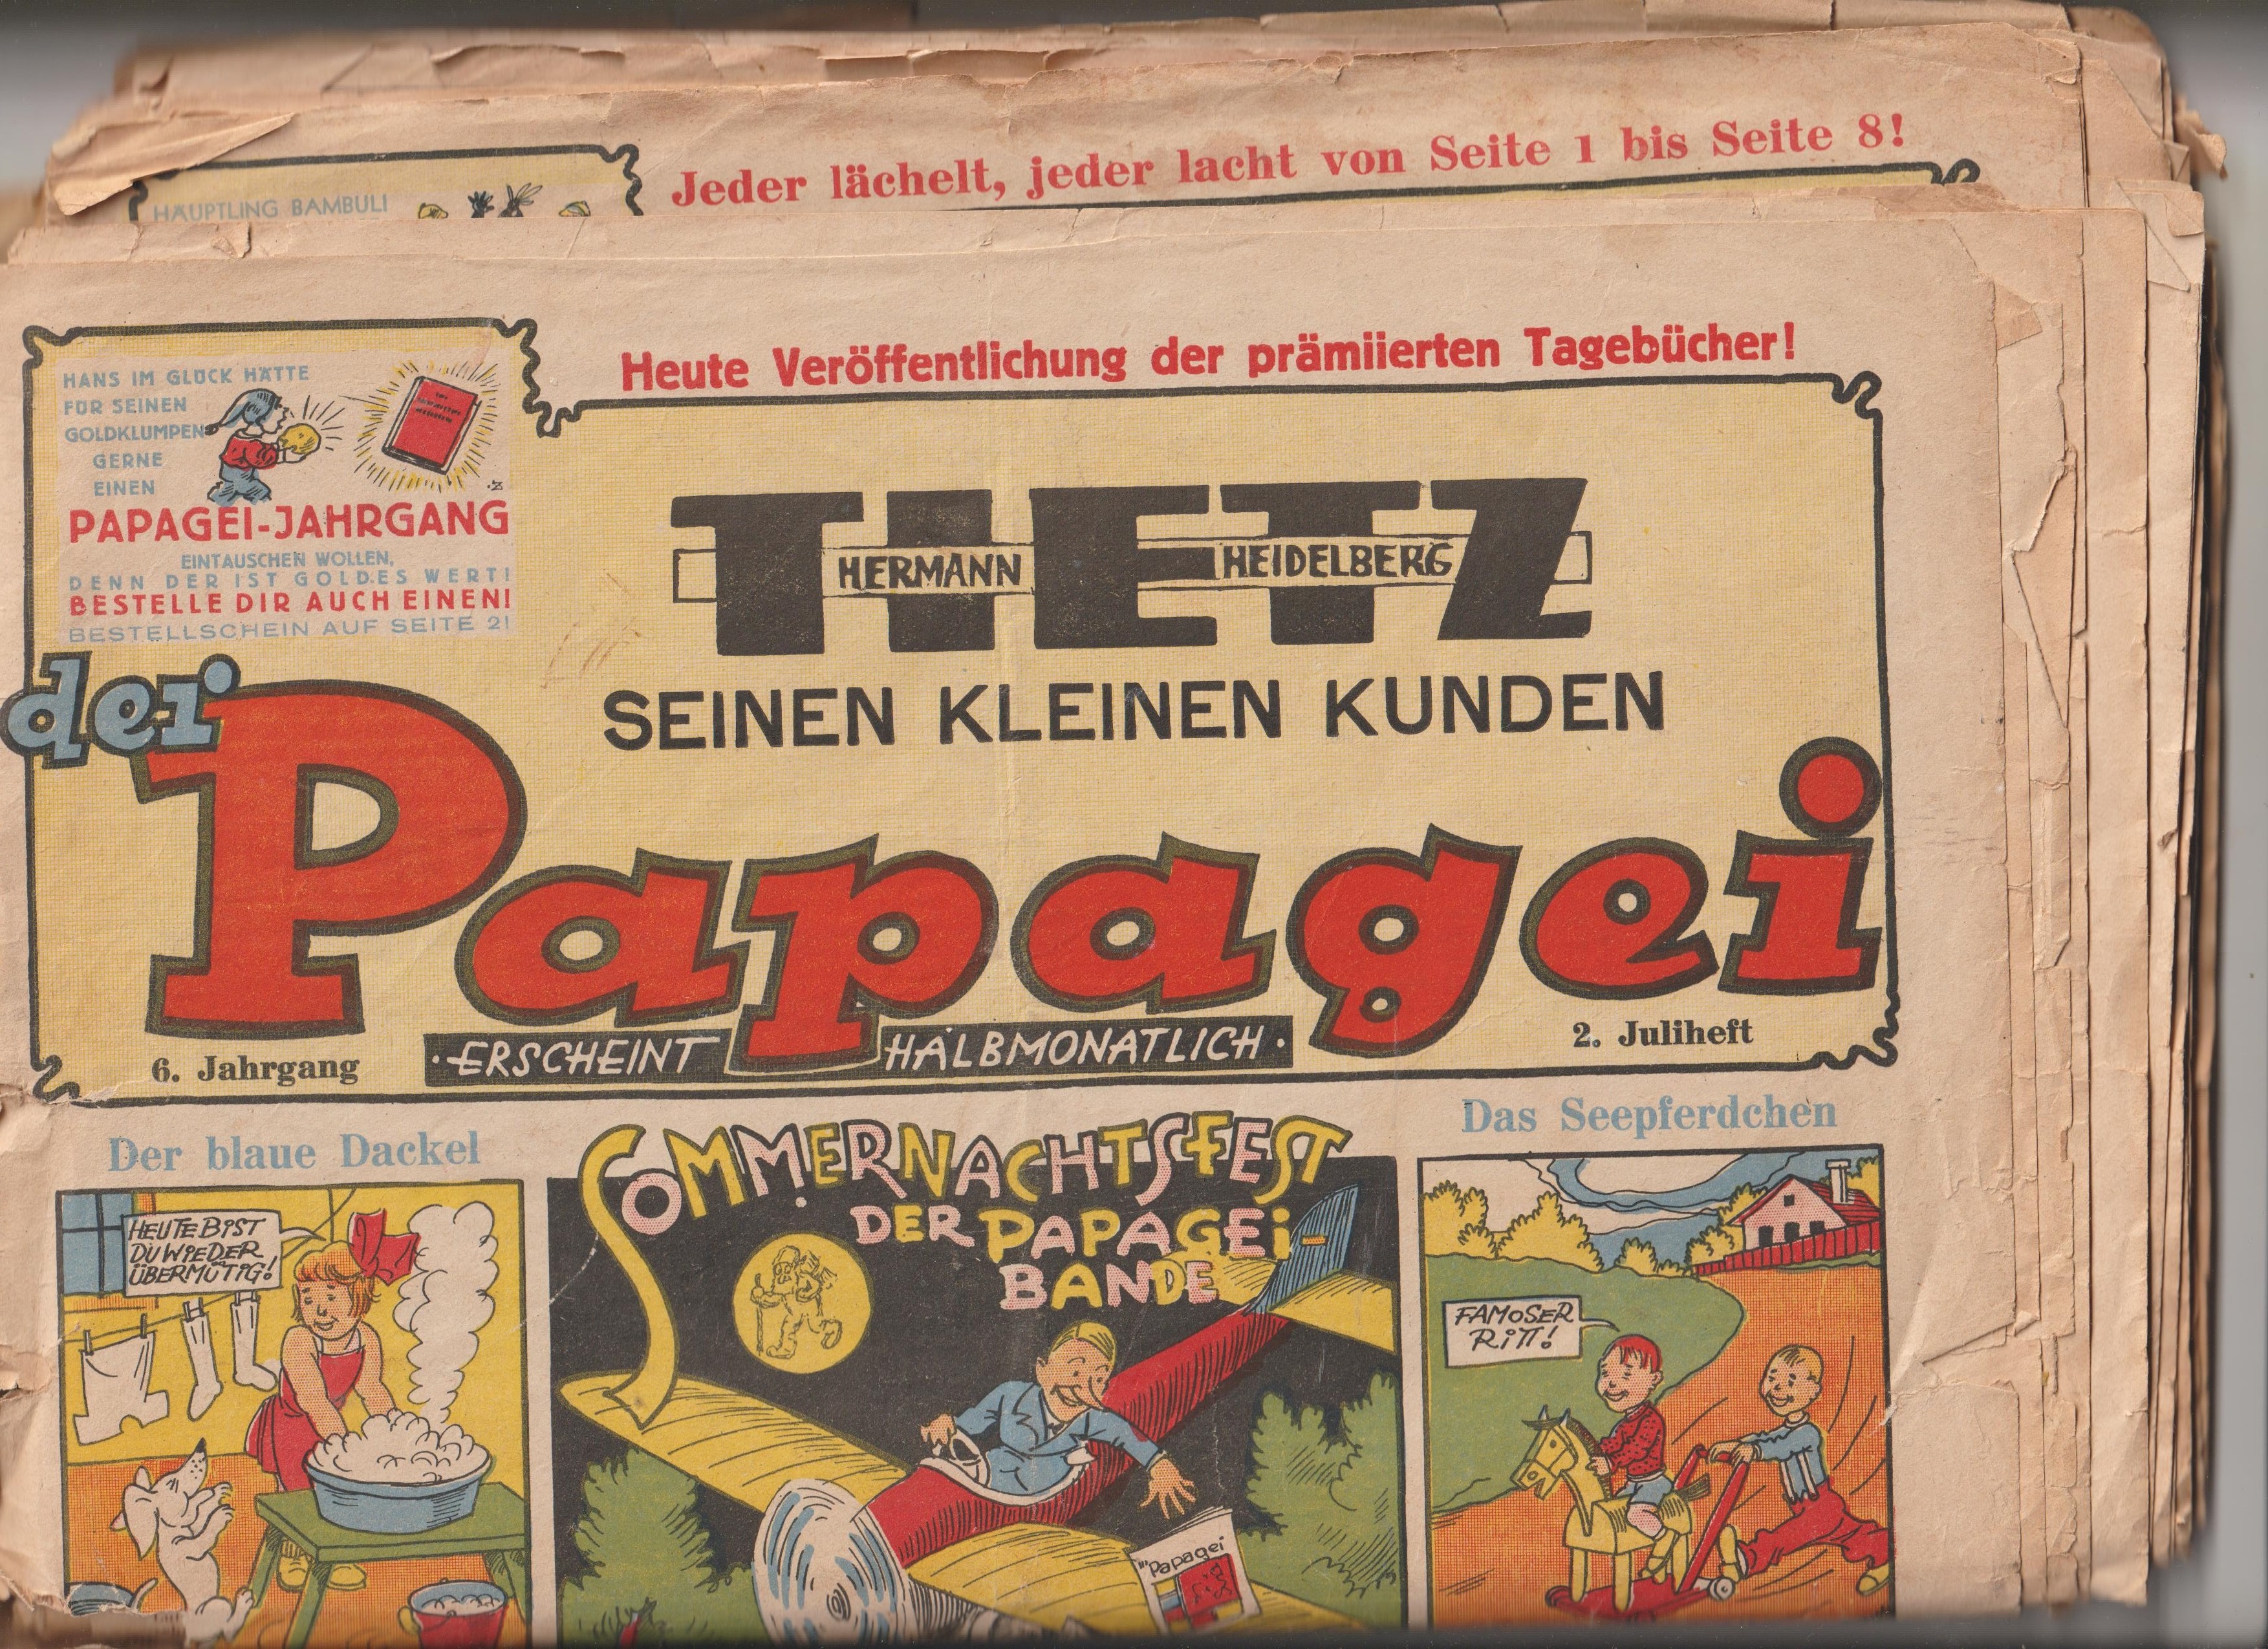 Jeder lächelt, jeder lacht von Seite 1 bis Seite 8!
HÄUPTLING BAMBULI
Heute Veröffentlichung der prämiierten Tagebücher!
HANS IM GLÜCK HÄTTE
FÜR SEINEN
GOLDKLUMPEN
GERNE
EINEN
PAPAGEI-JAHRGANG
EINTAUSCHEN WOLLEN,
DENN DER IST GOLDES WERT!
BESTELLE DIR AUCH EINEN!
BESTELLSCHEIN AUF SEITE 2!
TIETZ
HERMANN HEIDELBERG
SEINEN KLEINEN KUNDEN
der
Papagei
6. Jahrgang
·ERSCHEINT HALBMONATLICH·
2. Juliheft
Der blaue Dackel
HEUTE BIST
DU WIEDER
ÜBERMÜTIG!
SOMMERNACHTSFEST
DER PAPAGEI
BANDE
Papagei
Das Seepferdchen
FAMOSER
RITT!